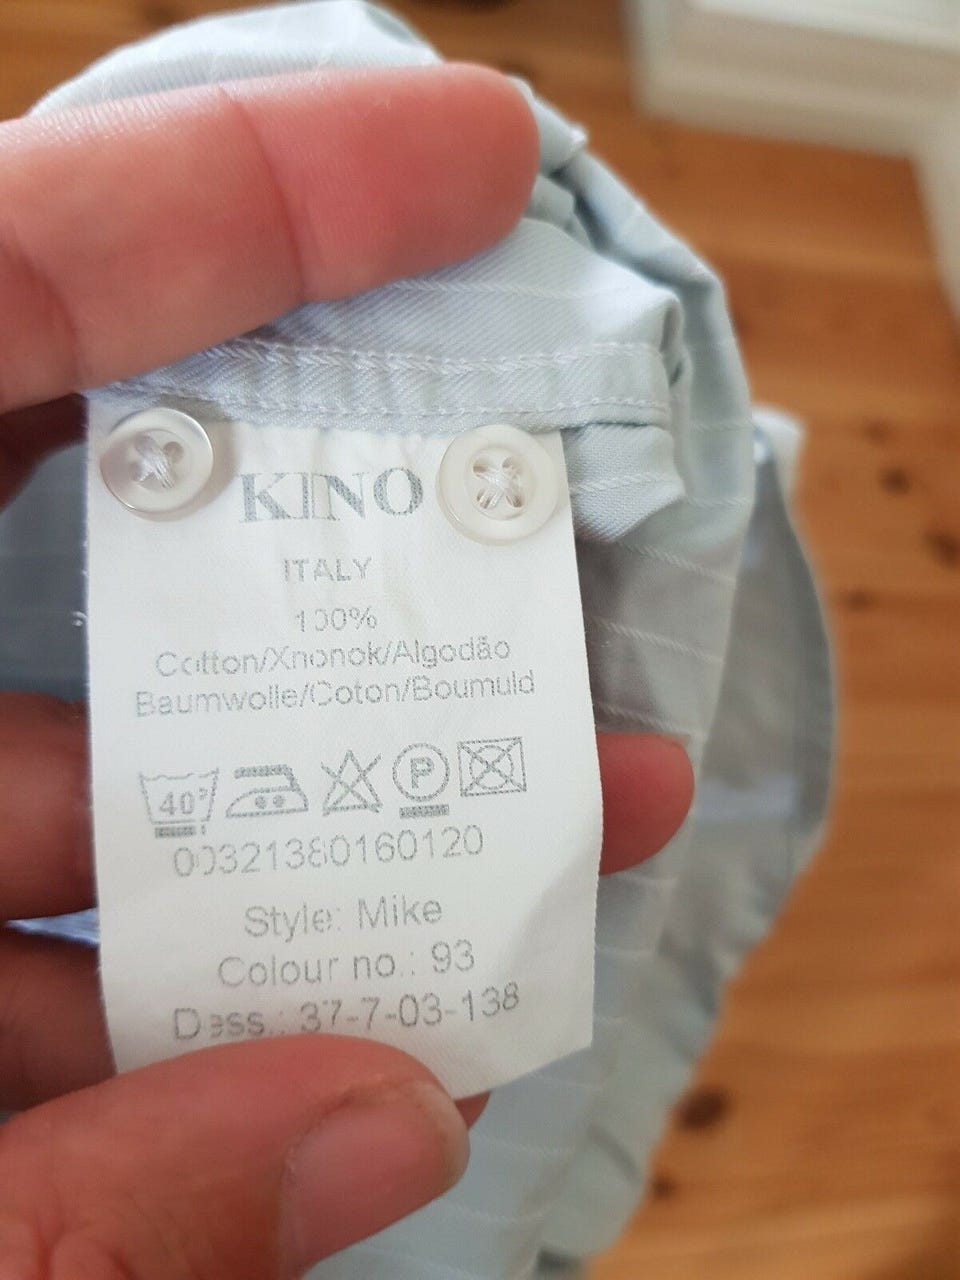 KINO
ITALY
100%
Cotton/Xnonok/Algodão
Baumwolle/Coton/Boumuld
40°
P
00321380160120
Style: Mike
Colour no.: 93
Dess.: 37-7-03-138